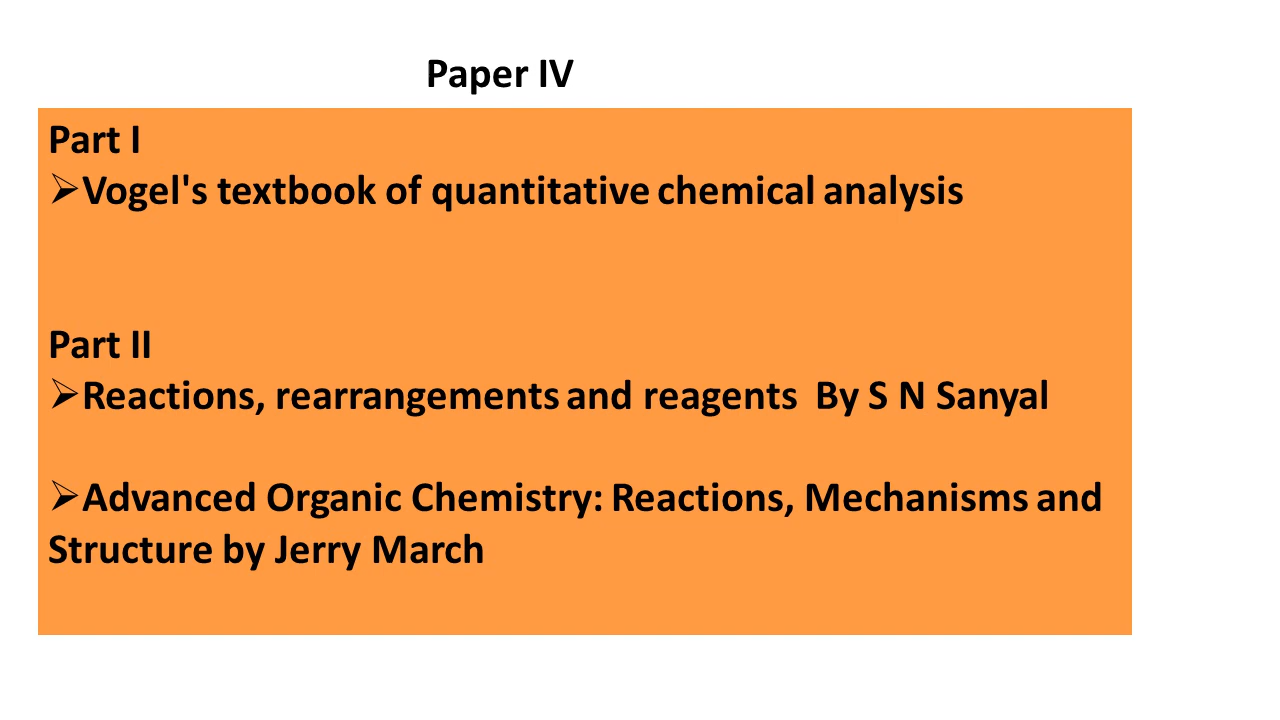 Paper IV
Part I
➢Vogel's textbook of quantitative chemical analysis
Part II
➢Reactions, rearrangements and reagents  By S N Sanyal
➢Advanced Organic Chemistry: Reactions, Mechanisms and
Structure by Jerry March